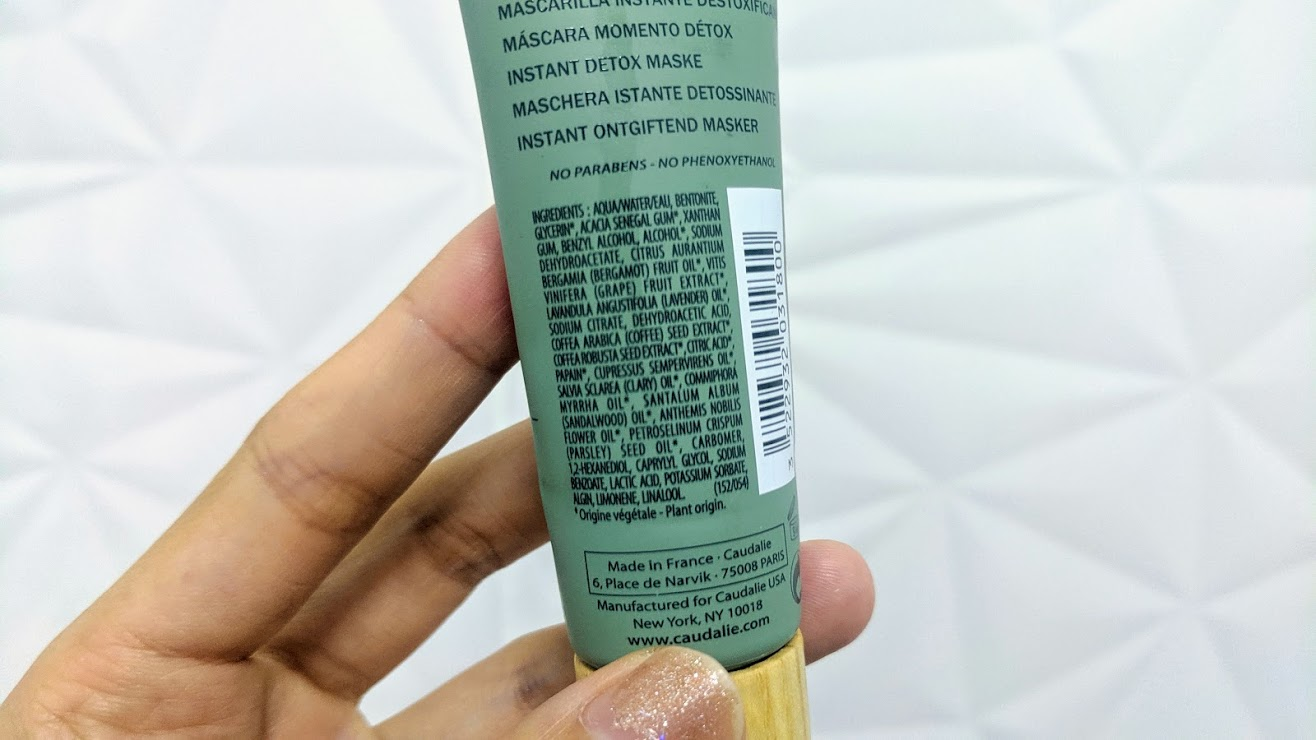 MASCARILLA INSTANTE DESTOXIFICA
MÁSCARA MOMENTO DÉTOX
INSTANT DETOX MASKE
MASCHERA ISTANTE DETOSSINANTE
INSTANT ONTGIFTEND MASKER
NO PARABENS - NO PHENOXYETHANOL
INGREDIENTS : AQUA/WATER/EAU, BENTONITE,
GLYCERIN*, ACACIA SENEGAL GUM*, XANTHAN
GUM, BENZYL ALCOHOL, ALCOHOL*, SODIUM
DEHYDROACETATE, CITRUS AURANTIUM
BERGAMIA (BERGAMOT) FRUIT OIL*, VITIS
VINIFERA (GRAPE) FRUIT EXTRACT*,
LAVANDULA ANGUSTIFOLIA (LAVENDER) OIL*,
SODIUM CITRATE, DEHYDROACETIC ACID,
COFFEA ARABICA (COFFEE) SEED EXTRACT*,
COFFEA ROBUSTA SEED EXTRACT*, CITRIC ACID*,
PAPAIN*, CUPRESSUS SEMPERVIRENS OIL*,
SALVIA SCLAREA (CLARY) OIL*, COMMIPHORA
MYRRHA OIL*, SANTALUM ALBUM
(SANDALWOOD) OIL*, ANTHEMIS NOBILIS
FLOWER OIL*, PETROSELINUM CRISPUM
(PARSLEY) SEED OIL*, CARBOMER,
1,2-HEXANEDIOL, CAPRYLYL GLYCOL, SODIUM
BENZOATE, LACTIC ACID, POTASSIUM SORBATE,
ALGIN, LIMONENE, LINALOOL. (152/054)
*Origine végétale - Plant origin.
3 522932 031800
Made in France · Caudalie
6, Place de Narvik · 75008 PARIS
Manufactured for Caudalie USA
New York, NY 10018
www.caudalie.com